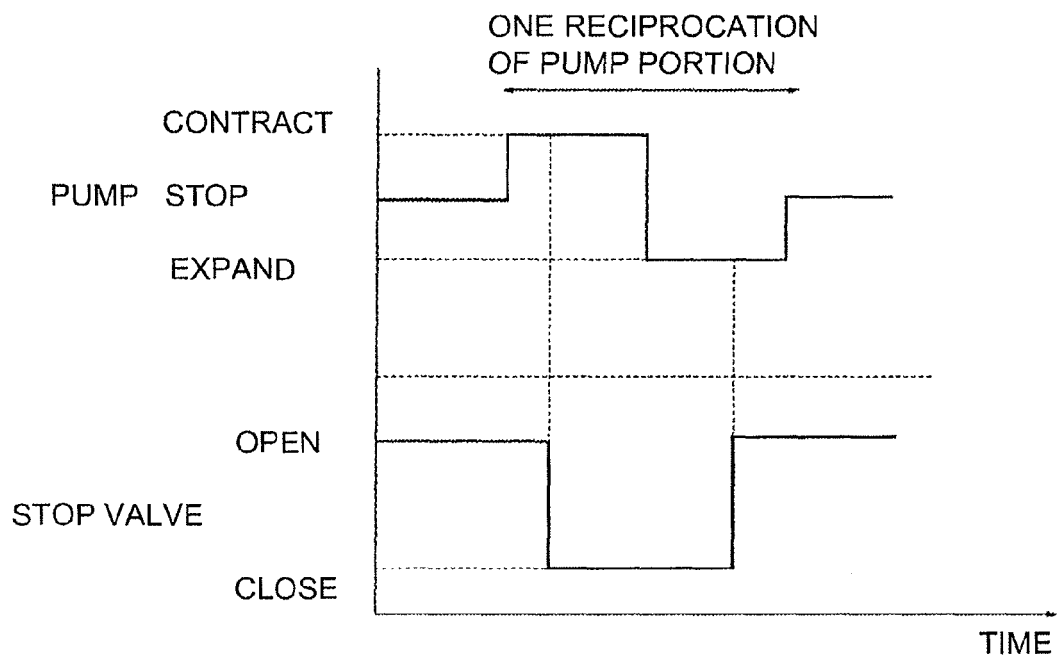 ONE RECIPROCATION
OF PUMP PORTION
CONTRACT
PUMP STOP
EXPAND
OPEN
STOP VALVE
CLOSE
TIME